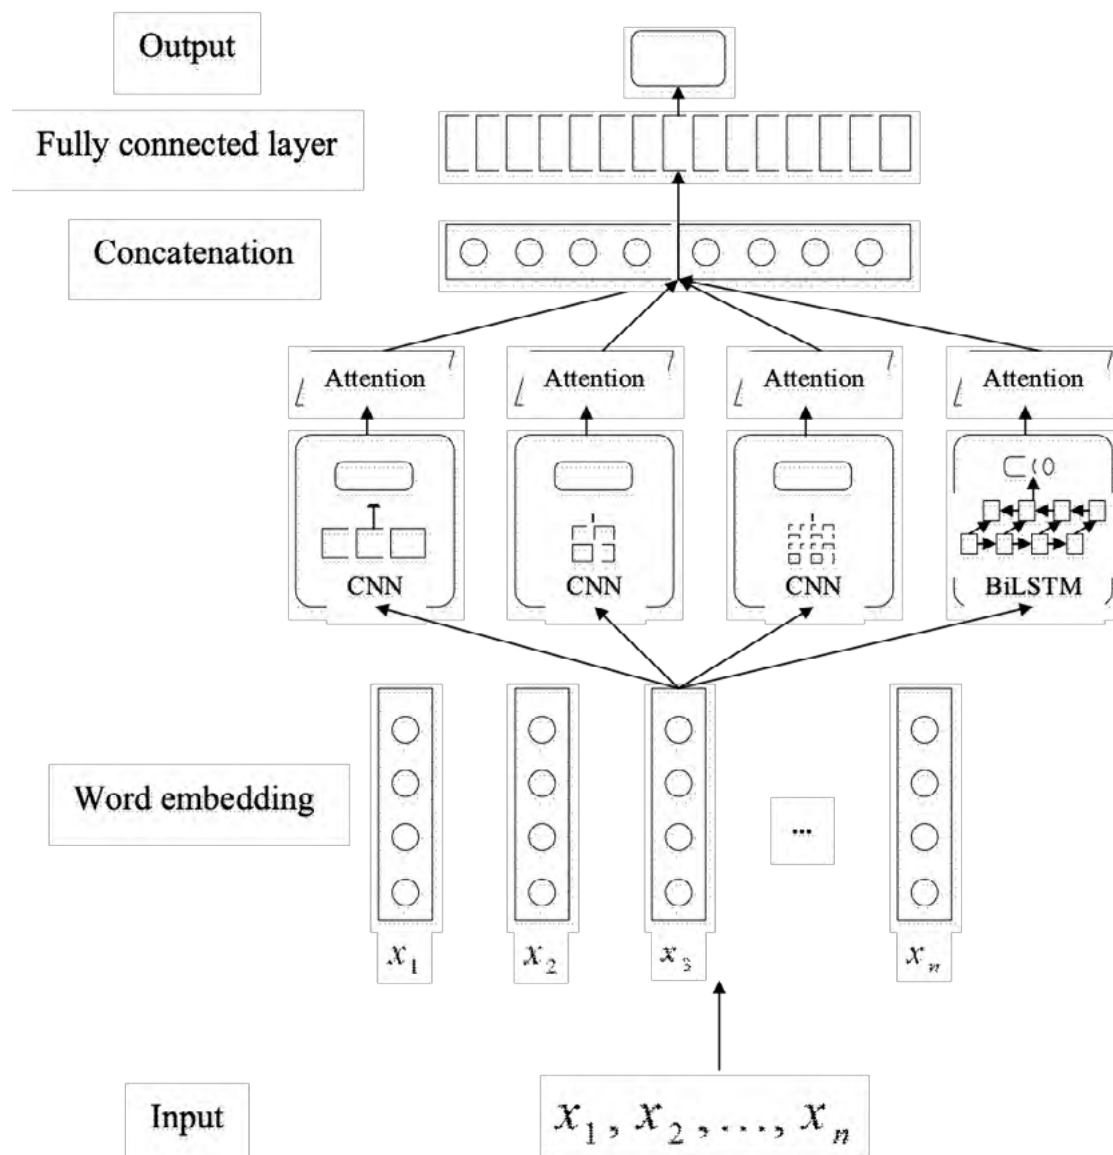 Output
Fully connected layer
Concatenation
Attention Attention Attention Attention
CNN CNN CNN BiLSTM
Word embedding
...
x₁ x₂ x₃ xₙ
Input
x₁, x₂, ..., xₙ